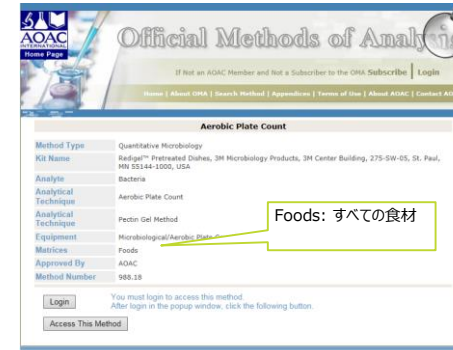 AOAC
INTERNATIONAL
Home Page
Official Methods of Analysis
If Not an AOAC Member and Not a Subscriber to the OMA Subscribe | Login
Home | About OMA | Search Method | Appendices | Terms of Use | About AOAC | Contact AO
Aerobic Plate Count
Method Type Quantitative Microbiology
Kit Name Redigel™ Pretreated Dishes, 3M Microbiology Products, 3M Center Building, 275-SW-05, St. Paul,
MN 55144-1000, USA
Analyte Bacteria
Analytical
Technique Aerobic Plate Count
Analytical
Technique Pectin Gel Method
Foods: すべての食材
Equipment Microbiological/Aerobic Plate
Matrices Foods
Approved By AOAC
Method Number 988.18
Login You must login to access this method.
After login in the popup window, click the following button.
Access This Method